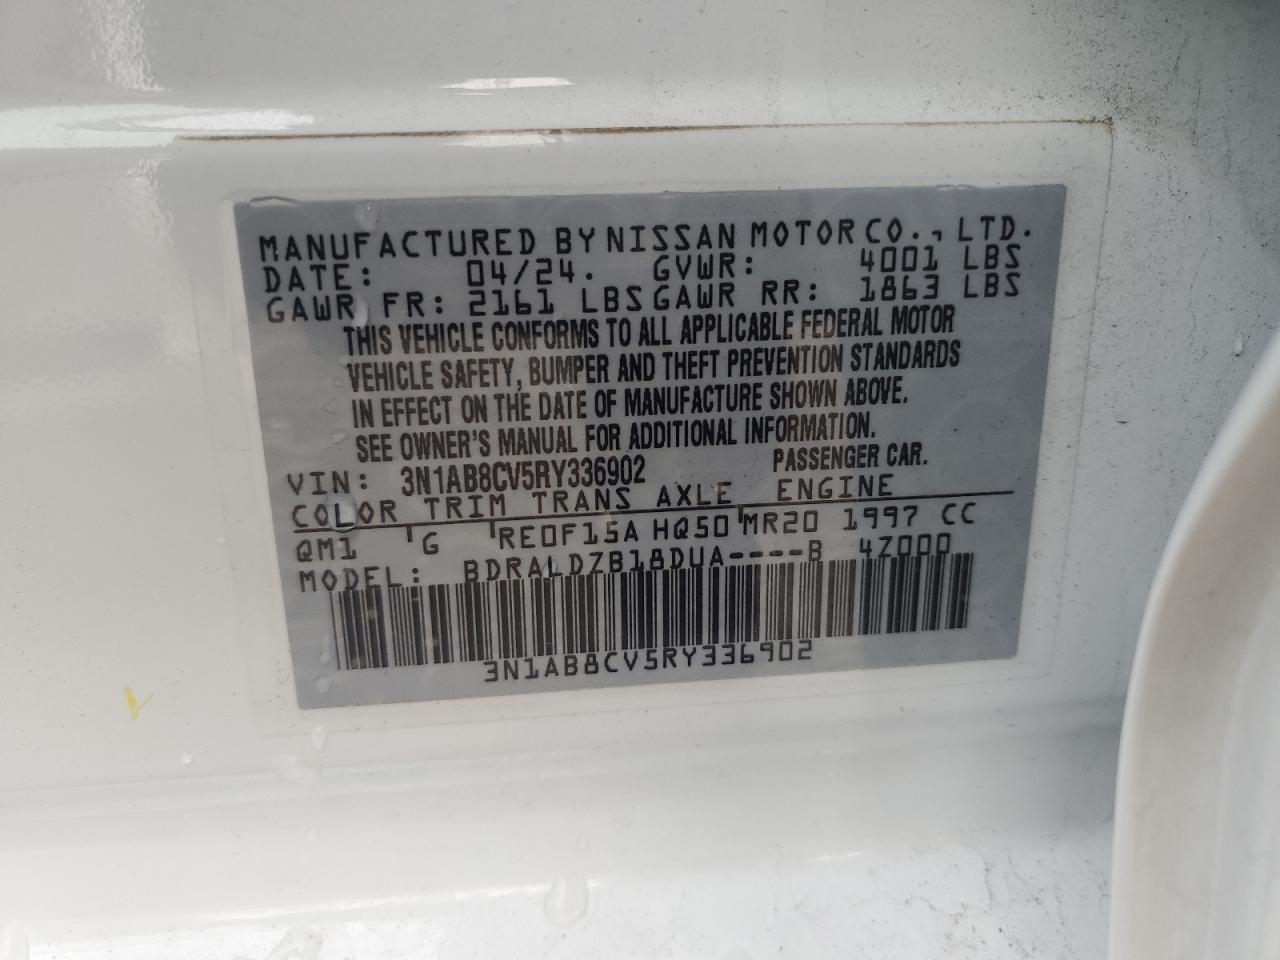 MANUFACTURED BY NISSAN MOTOR CO., LTD.
DATE: 04/24. GVWR: 4001 LBS
GAWR FR: 2161 LBS GAWR RR: 1863 LBS
THIS VEHICLE CONFORMS TO ALL APPLICABLE FEDERAL MOTOR
VEHICLE SAFETY, BUMPER AND THEFT PREVENTION STANDARDS
IN EFFECT ON THE DATE OF MANUFACTURE SHOWN ABOVE.
SEE OWNER'S MANUAL FOR ADDITIONAL INFORMATION.
VIN: 3N1AB8CV5RY336902 PASSENGER CAR.
COLOR TRIM TRANS AXLE ENGINE
QM1 G RE0F15A HQ50 MR20 1997 CC
MODEL: BDRALDZB18DUA----B 4Z000
3N1AB8CV5RY336902